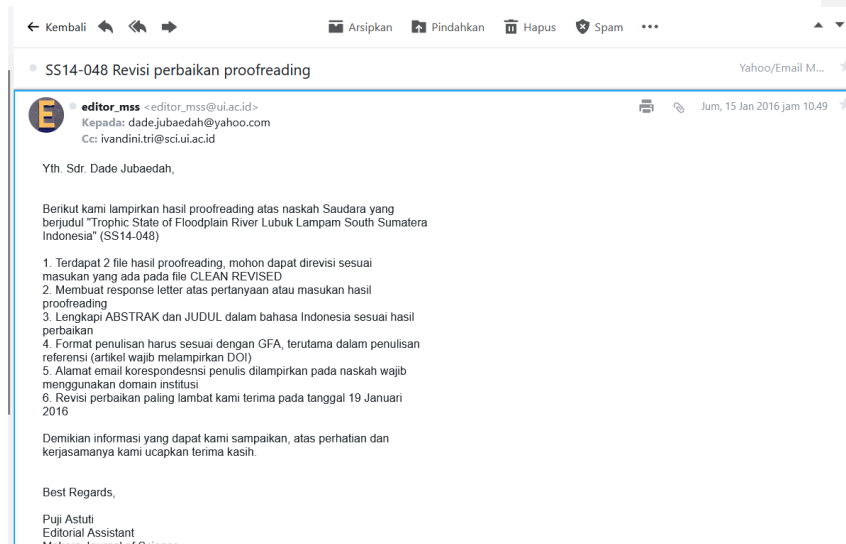 Kembali Arsipkan Pindahkan Hapus Spam
SS14-048 Revisi perbaikan proofreading Yahoo/Email M...
E
editor_mss <editor_mss@ui.ac.id> Jum, 15 Jan 2016 jam 10.49
Kepada: dade.jubaedah@yahoo.com
Cc: ivandini.tri@sci.ui.ac.id
Yth. Sdr. Dade Jubaedah,
Berikut kami lampirkan hasil proofreading atas naskah Saudara yang
berjudul "Trophic State of Floodplain River Lubuk Lampam South Sumatera
Indonesia" (SS14-048)
1. Terdapat 2 file hasil proofreading, mohon dapat direvisi sesuai
masukan yang ada pada file CLEAN REVISED
2. Membuat response letter atas pertanyaan atau masukan hasil
proofreading
3. Lengkapi ABSTRAK dan JUDUL dalam bahasa Indonesia sesuai hasil
perbaikan
4. Format penulisan harus sesuai dengan GFA, terutama dalam penulisan
referensi (artikel wajib melampirkan DOI)
5. Alamat email korespondesnsi penulis dilampirkan pada naskah wajib
menggunakan domain institusi
6. Revisi perbaikan paling lambat kami terima pada tanggal 19 Januari
2016
Demikian informasi yang dapat kami sampaikan, atas perhatian dan
kerjasamanya kami ucapkan terima kasih.
Best Regards,
Puji Astuti
Editorial Assistant
Makara Journal of Science